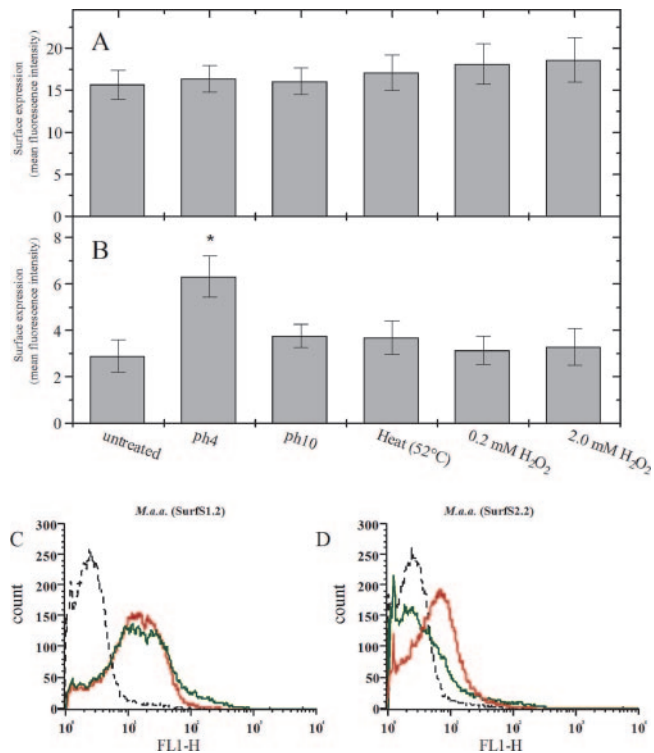 A
Surface expression
(mean fluorescence intensity)
20
15
10
5
0
B
*
Surface expression
(mean fluorescence intensity)
8
6
4
2
0
untreated
ph4
ph10
Heat (52°C)
0.2 mM H₂O₂
2.0 mM H₂O₂
C
M.a.a. (SurfS1.2)
count
300
250
200
150
100
50
0
FL1-H
D
M.a.a. (SurfS2.2)
count
300
250
200
150
100
50
0
FL1-H